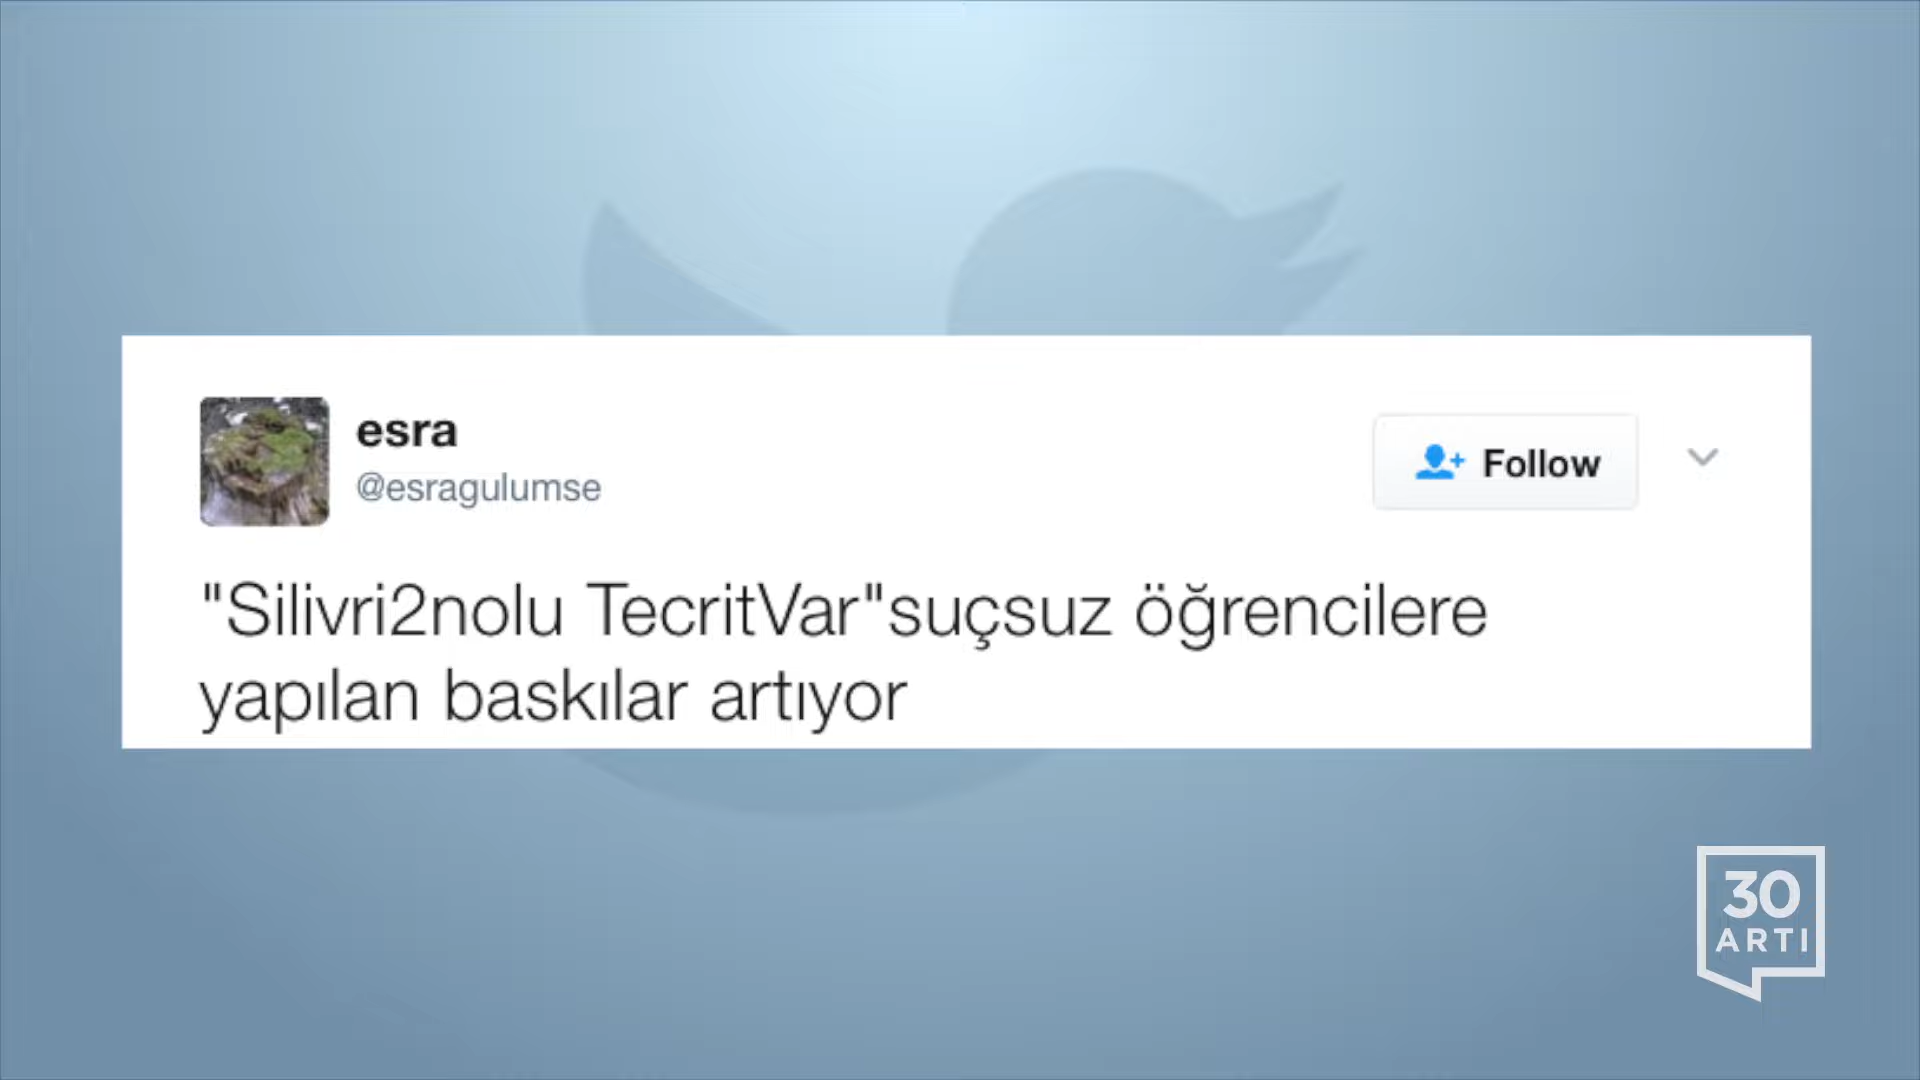 esra
@esragulumse
Follow
"Silivri2nolu TecritVar"suçsuz öğrencilere
yapılan baskılar artıyor
30
ARTI